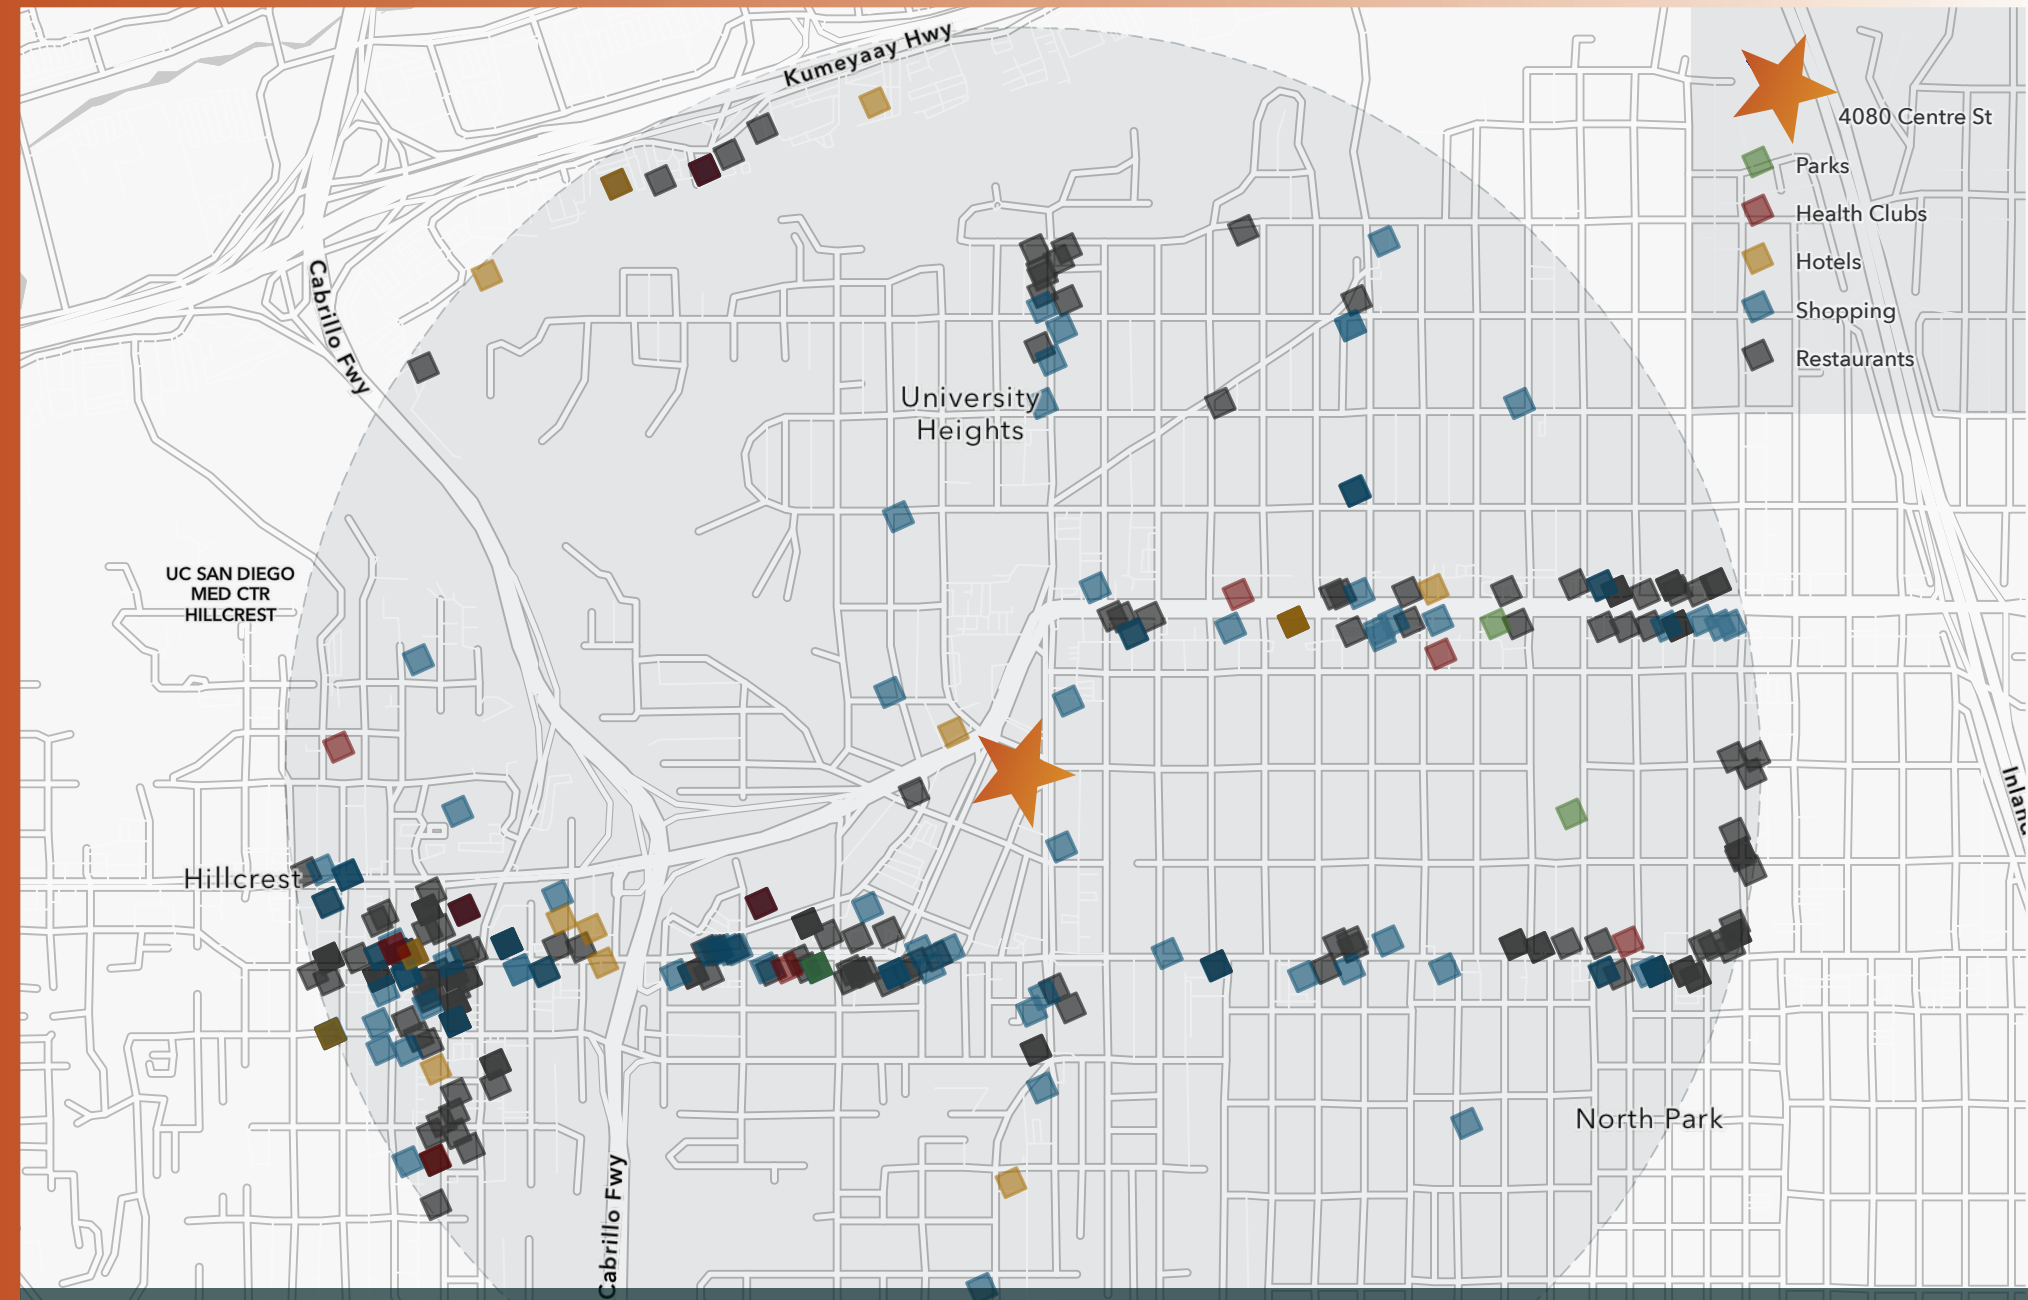 Kumeyaay Hwy
4080 Centre St
Parks
Health Clubs
Hotels
Shopping
Restaurants
Cabrillo Fwy
University
Heights
UC SAN DIEGO
MED CTR
HILLCREST
Hillcrest
North Park
Cabrillo Fwy